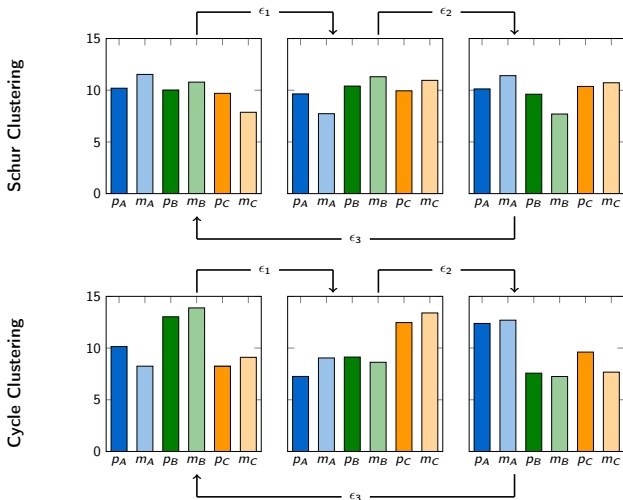 ϵ1 ϵ2
Schur Clustering
15
10
5
0
pA mA pB mB pC mC pA mA pB mB pC mC pA mA pB mB pC mC
ϵ3
ϵ1 ϵ2
Cycle Clustering
15
10
5
0
pA mA pB mB pC mC pA mA pB mB pC mC pA mA pB mB pC mC
ϵ3